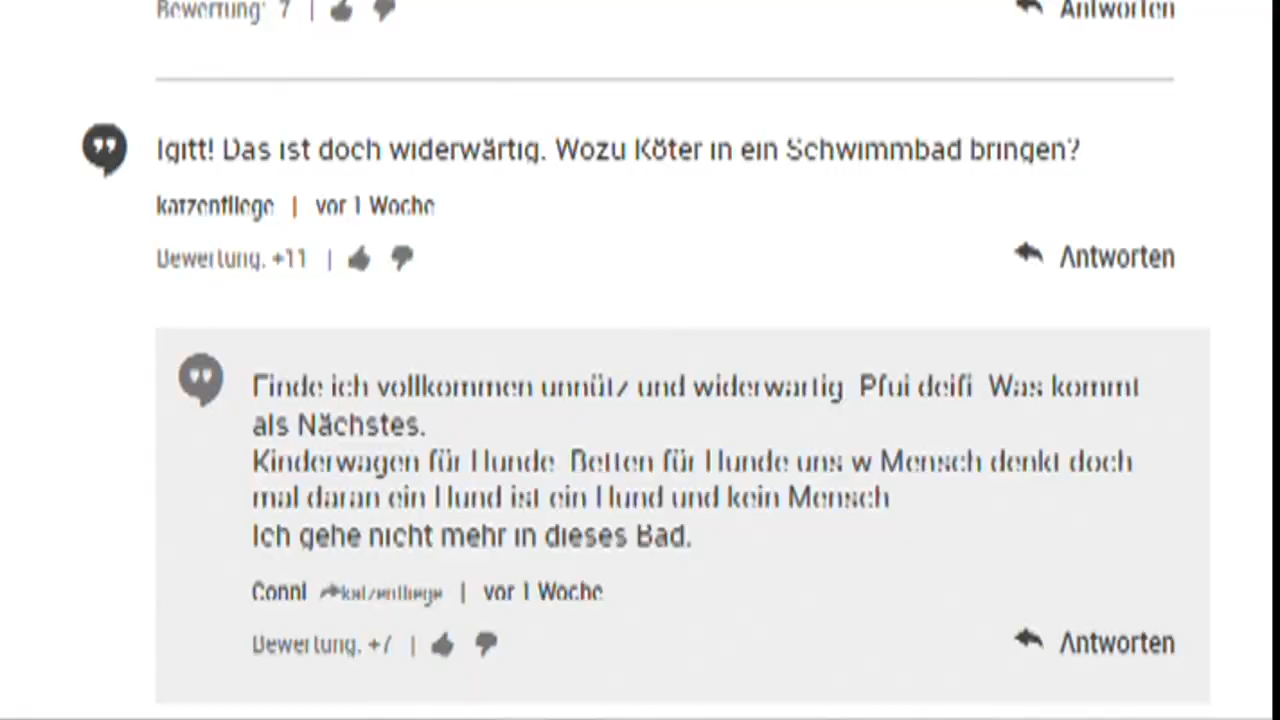 Bewertung: 7 | Antworten
Igitt! Das ist doch widerwärtig. Wozu Köter in ein Schwimmbad bringen?
katzenfliege | vor 1 Woche
Bewertung: +11 | Antworten
Finde ich vollkommen unnütz und widerwärtig Pfui deifi Was kommt
als Nächstes.
Kinderwagen für Hunde Betten für Hunde uns w Mensch denkt doch
mal daran ein Hund ist ein Hund und kein Mensch
Ich gehe nicht mehr in dieses Bad.
Conni katzenfliege | vor 1 Woche
Bewertung: +7 | Antworten